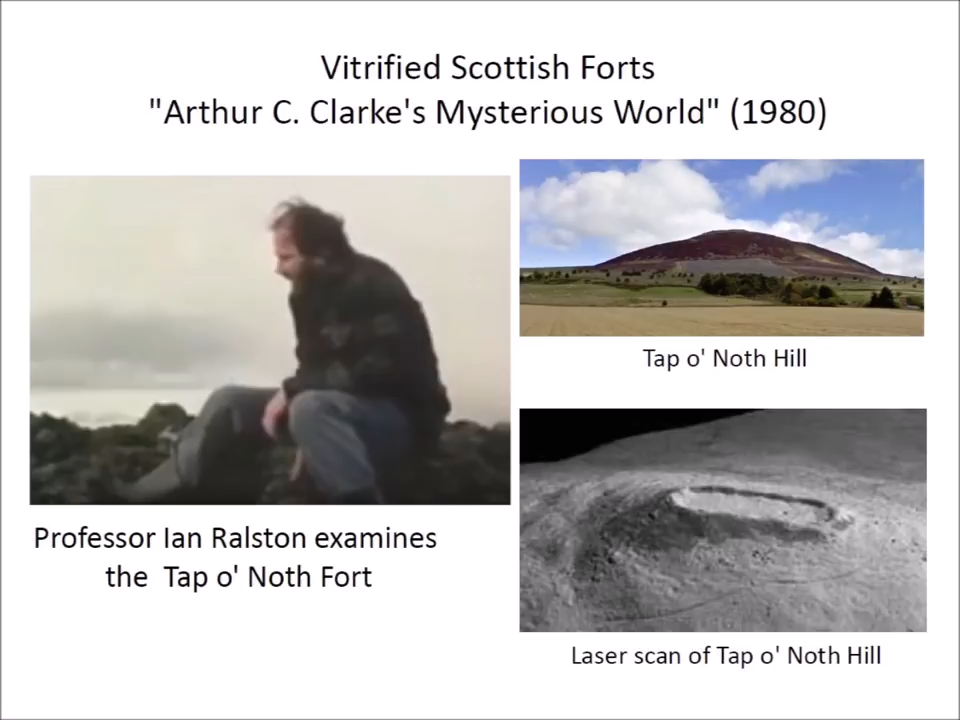 Vitrified Scottish Forts
"Arthur C. Clarke's Mysterious World" (1980)
Tap o' Noth Hill
Professor Ian Ralston examines
the Tap o' Noth Fort
Laser scan of Tap o' Noth Hill